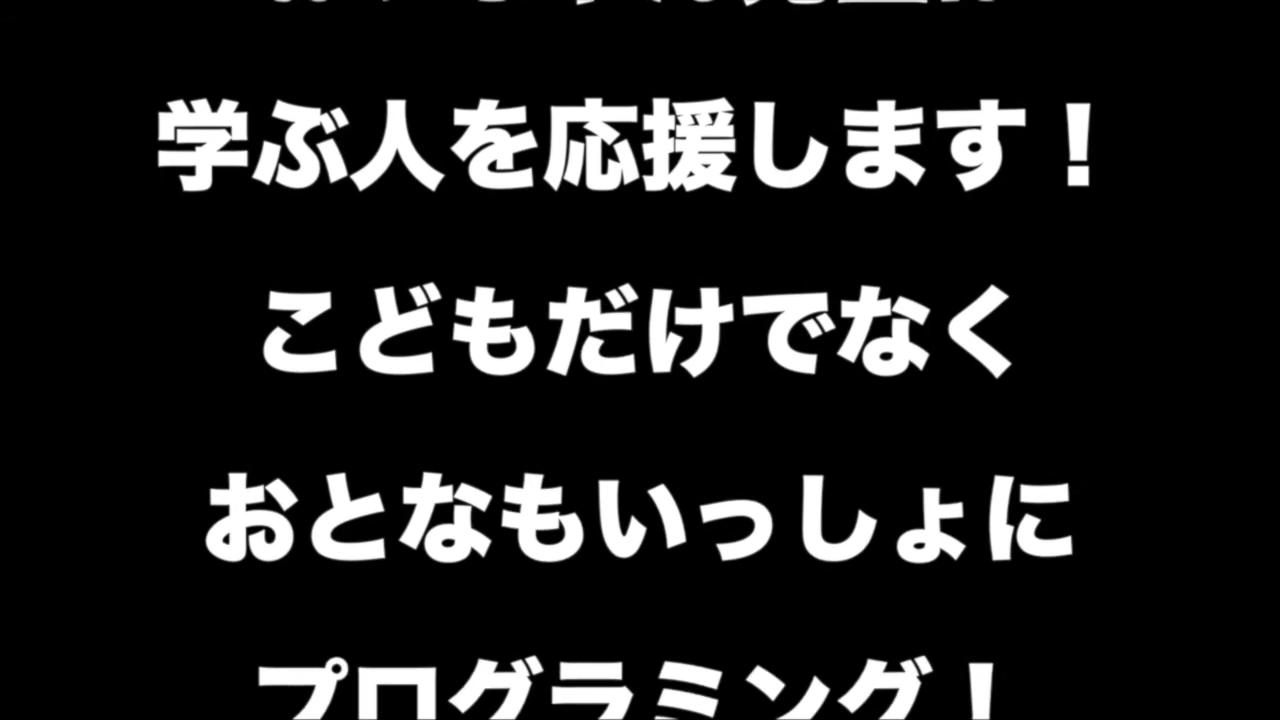 学ぶ人を応援します！
こどもだけでなく
おとなもいっしょに
プログラミング！